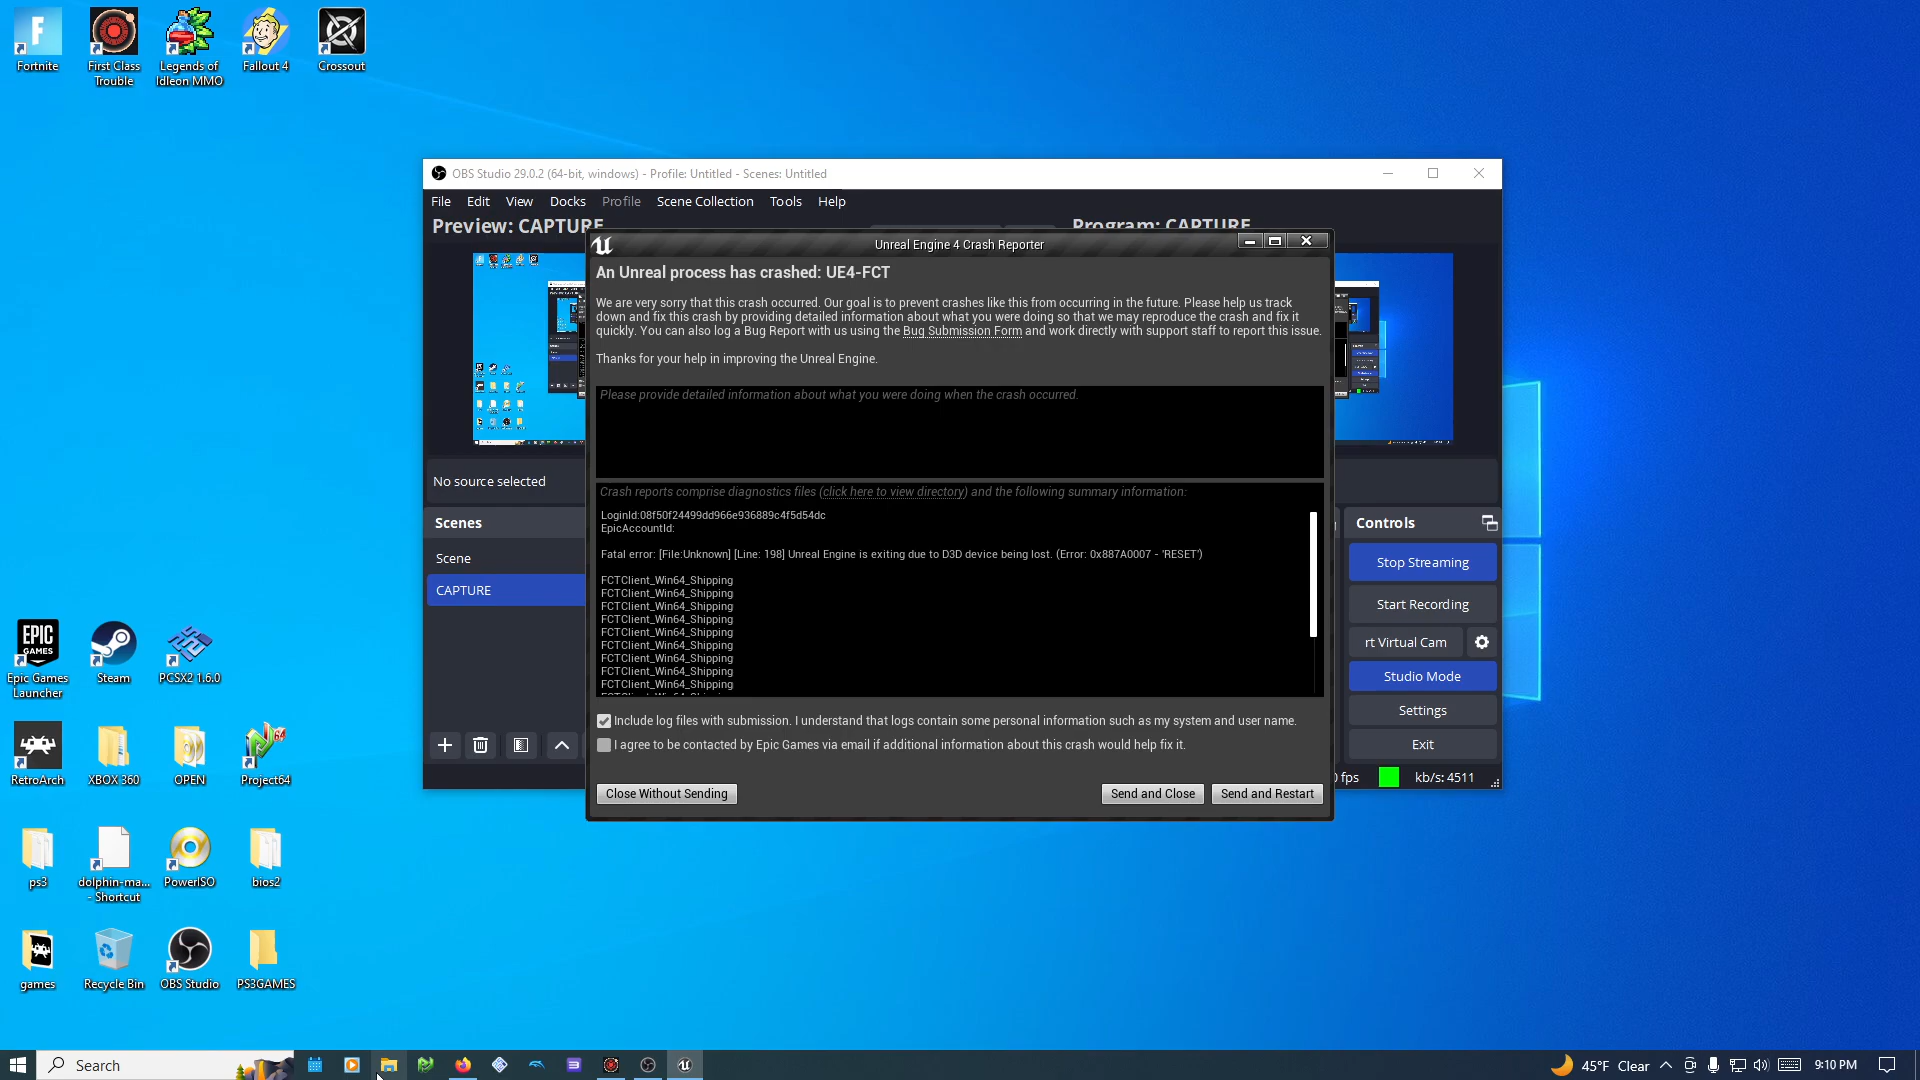 Fortnite
First Class
Trouble
Legends of
Idleon MMO
Fallout 4
Crossout
OBS Studio 29.0.2 (64-bit, windows) - Profile: Untitled - Scenes: Untitled
File Edit View Docks Profile Scene Collection Tools Help
Preview: CAPTURE
Program: CAPTURE
Unreal Engine 4 Crash Reporter
An Unreal process has crashed: UE4-FCT
We are very sorry that this crash occurred. Our goal is to prevent crashes like this from occurring in the future. Please help us track
down and fix this crash by providing detailed information about what you were doing so that we may reproduce the crash and fix it
quickly. You can also log a Bug Report with us using the Bug Submission Form and work directly with support staff to report this issue.
Thanks for your help in improving the Unreal Engine.
Please provide detailed information about what you were doing when the crash occurred.
Crash reports comprise diagnostics files (click here to view directory) and the following summary information:
LoginId:08f50f24499dd966e936889c4f5d54dc
EpicAccountId:
Fatal error: [File:Unknown] [Line: 198] Unreal Engine is exiting due to D3D device being lost. (Error: 0x887A0007 - 'RESET')
FCTClient_Win64_Shipping
FCTClient_Win64_Shipping
FCTClient_Win64_Shipping
FCTClient_Win64_Shipping
FCTClient_Win64_Shipping
FCTClient_Win64_Shipping
FCTClient_Win64_Shipping
FCTClient_Win64_Shipping
FCTClient_Win64_Shipping
Include log files with submission. I understand that logs contain some personal information such as my system and user name.
I agree to be contacted by Epic Games via email if additional information about this crash would help fix it.
Close Without Sending
Send and Close
Send and Restart
No source selected
Scenes
Scene
CAPTURE
Controls
Stop Streaming
Start Recording
rt Virtual Cam
Studio Mode
Settings
Exit
0 fps
kb/s: 4511
EPIC
GAMES
Epic Games
Launcher
Steam
PCSX2 1.6.0
RetroArch
XBOX 360
OPEN
64
Project64
ps3
dolphin-ma...
- Shortcut
PowerISO
bios2
games
Recycle Bin
OBS Studio
PS3GAMES
Search
45°F Clear
9:10 PM